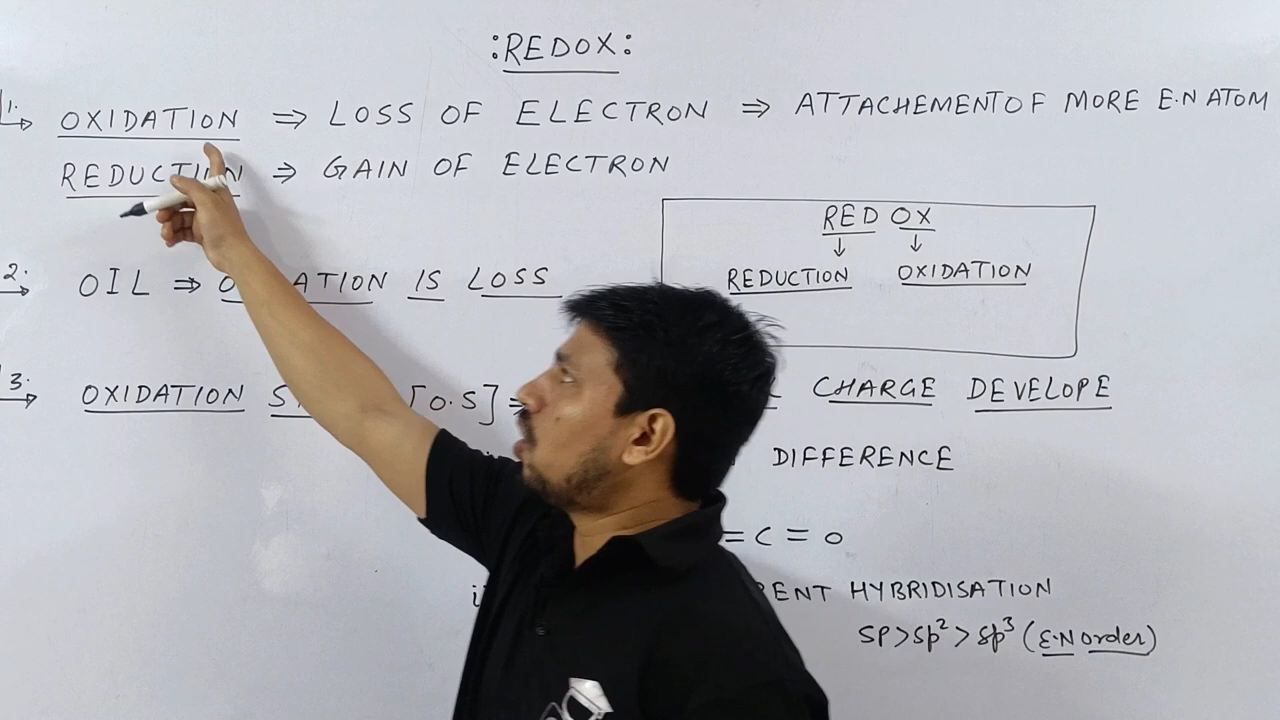 :REDOX:
1. OXIDATION ⇒ LOSS OF ELECTRON ⇒ ATTACHEMENT OF MORE E.N ATOM
REDUCTION ⇒ GAIN OF ELECTRON
RED OX
↓ ↓
REDUCTION OXIDATION
2. OIL ⇒ IS LOSS
3. OXIDATION [O.S] ⇒ CHARGE DEVELOPE
DIFFERENCE
= C = O
HYBRIDISATION
SP > Sp² > Sp³ (E.N order)